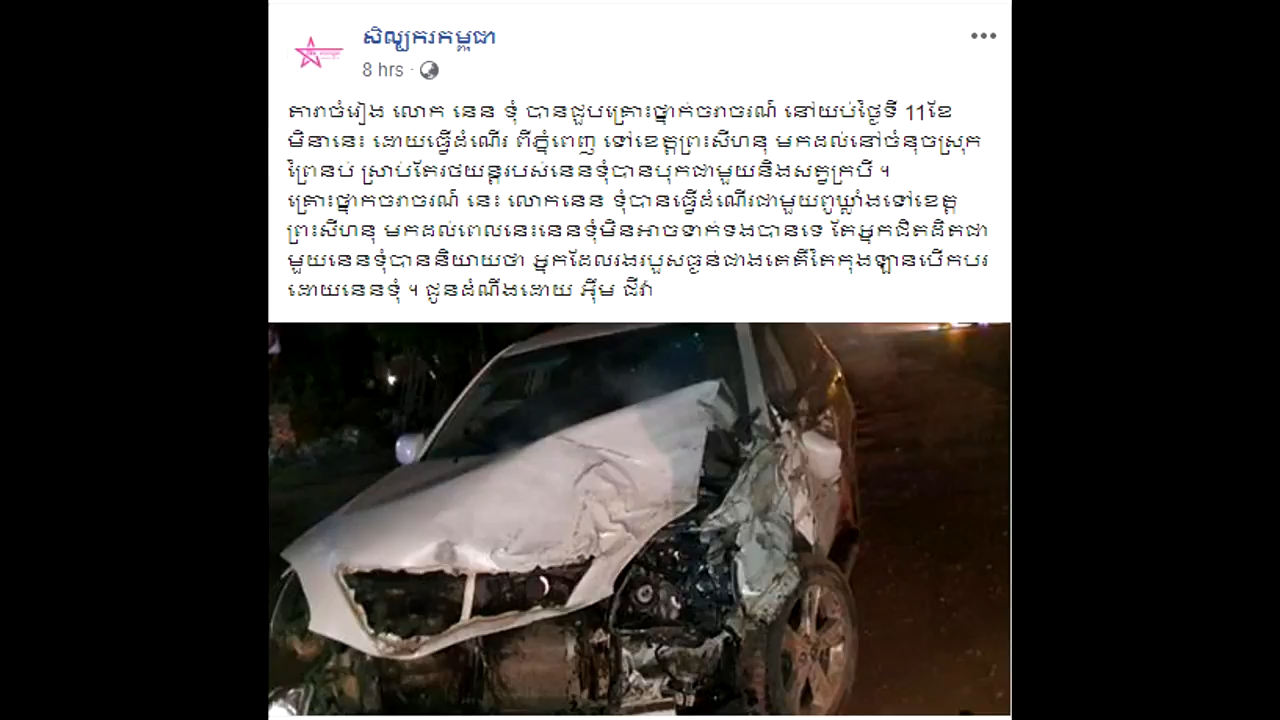 សិល្បករកម្ពុជា
8 hrs ·
តារាចំរៀង លោក នេន ទុំ បានជួបគ្រោះថ្នាក់ចរាចរណ៍ នៅយប់ថ្ងៃទី 11ខែ
មិនានេះ ដោយធ្វើដំណើរ ពីភ្នំពេញ ទៅខេត្តព្រះសីហនុ មកដល់នៅចំនុចស្រុក
ព្រៃនប់ ស្រាប់តែរថយន្តរបស់នេនទុំបានបុកជាមួយនិងសត្វក្របី ។
គ្រោះថ្នាកចរាចរណ៍ នេះ លោកនេន ទុំបានធ្វើដំណើរជាមួយពូឃ្លាំងទៅខេត្ត
ព្រះសីហនុ មកដល់ពេលនេះនេនទុំមិនអាចទាក់ទងបានទេ តែអ្នកជិតដិតជា
មួយនេនទុំបាននិយាយថា អ្នកដែលរងរបួសធ្ងន់ជាងគេគឺតៃកុងឡានបើកបរ
ដោយនេនទុំ ។ ជូនដំណឹងដោយ អុឹម ជីវ៉ា